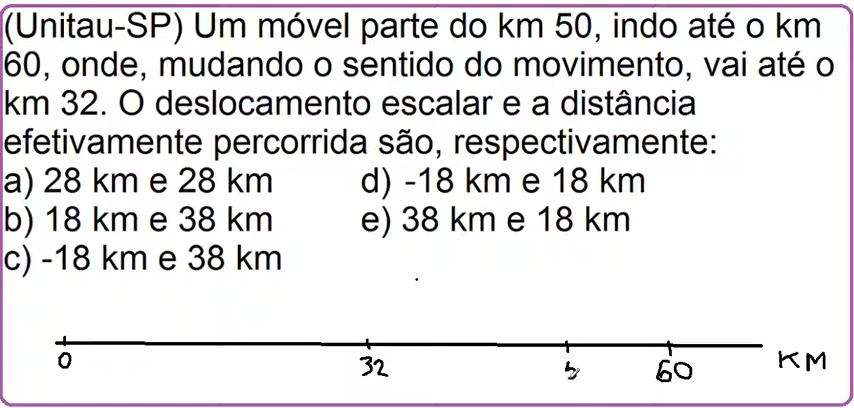 (Unitau-SP) Um móvel parte do km 50, indo até o km
60, onde, mudando o sentido do movimento, vai até o
km 32. O deslocamento escalar e a distância
efetivamente percorrida são, respectivamente:
a) 28 km e 28 km d) -18 km e 18 km
b) 18 km e 38 km e) 38 km e 18 km
c) -18 km e 38 km
0 32 60 KM